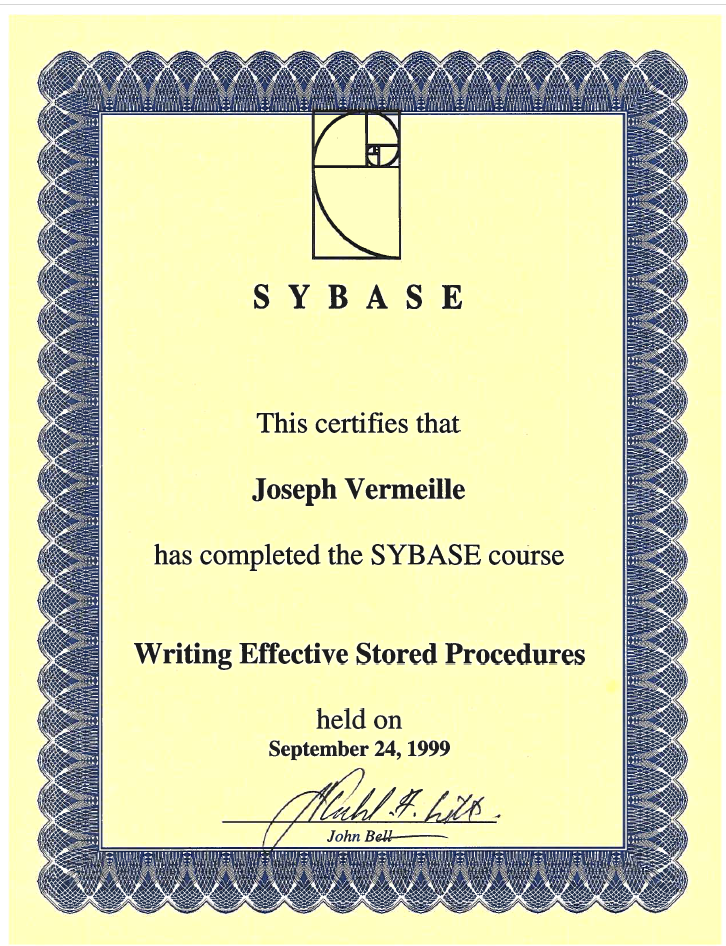 SYBASE
This certifies that
Joseph Vermeille
has completed the SYBASE course
Writing Effective Stored Procedures
held on
September 24, 1999
John Bell